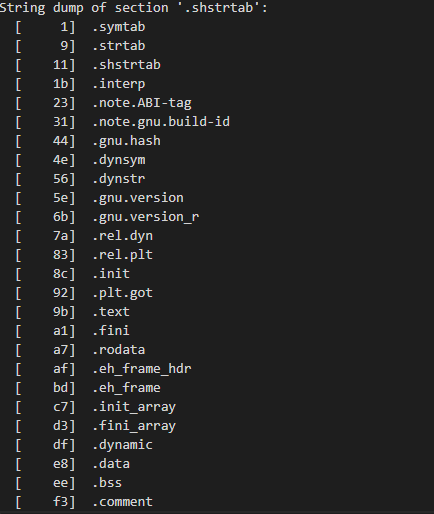 String dump of section '.shstrtab':
  [     1]  .symtab
  [     9]  .strtab
  [    11]  .shstrtab
  [    1b]  .interp
  [    23]  .note.ABI-tag
  [    31]  .note.gnu.build-id
  [    44]  .gnu.hash
  [    4e]  .dynsym
  [    56]  .dynstr
  [    5e]  .gnu.version
  [    6b]  .gnu.version_r
  [    7a]  .rel.dyn
  [    83]  .rel.plt
  [    8c]  .init
  [    92]  .plt.got
  [    9b]  .text
  [    a1]  .fini
  [    a7]  .rodata
  [    af]  .eh_frame_hdr
  [    bd]  .eh_frame
  [    c7]  .init_array
  [    d3]  .fini_array
  [    df]  .dynamic
  [    e8]  .data
  [    ee]  .bss
  [    f3]  .comment